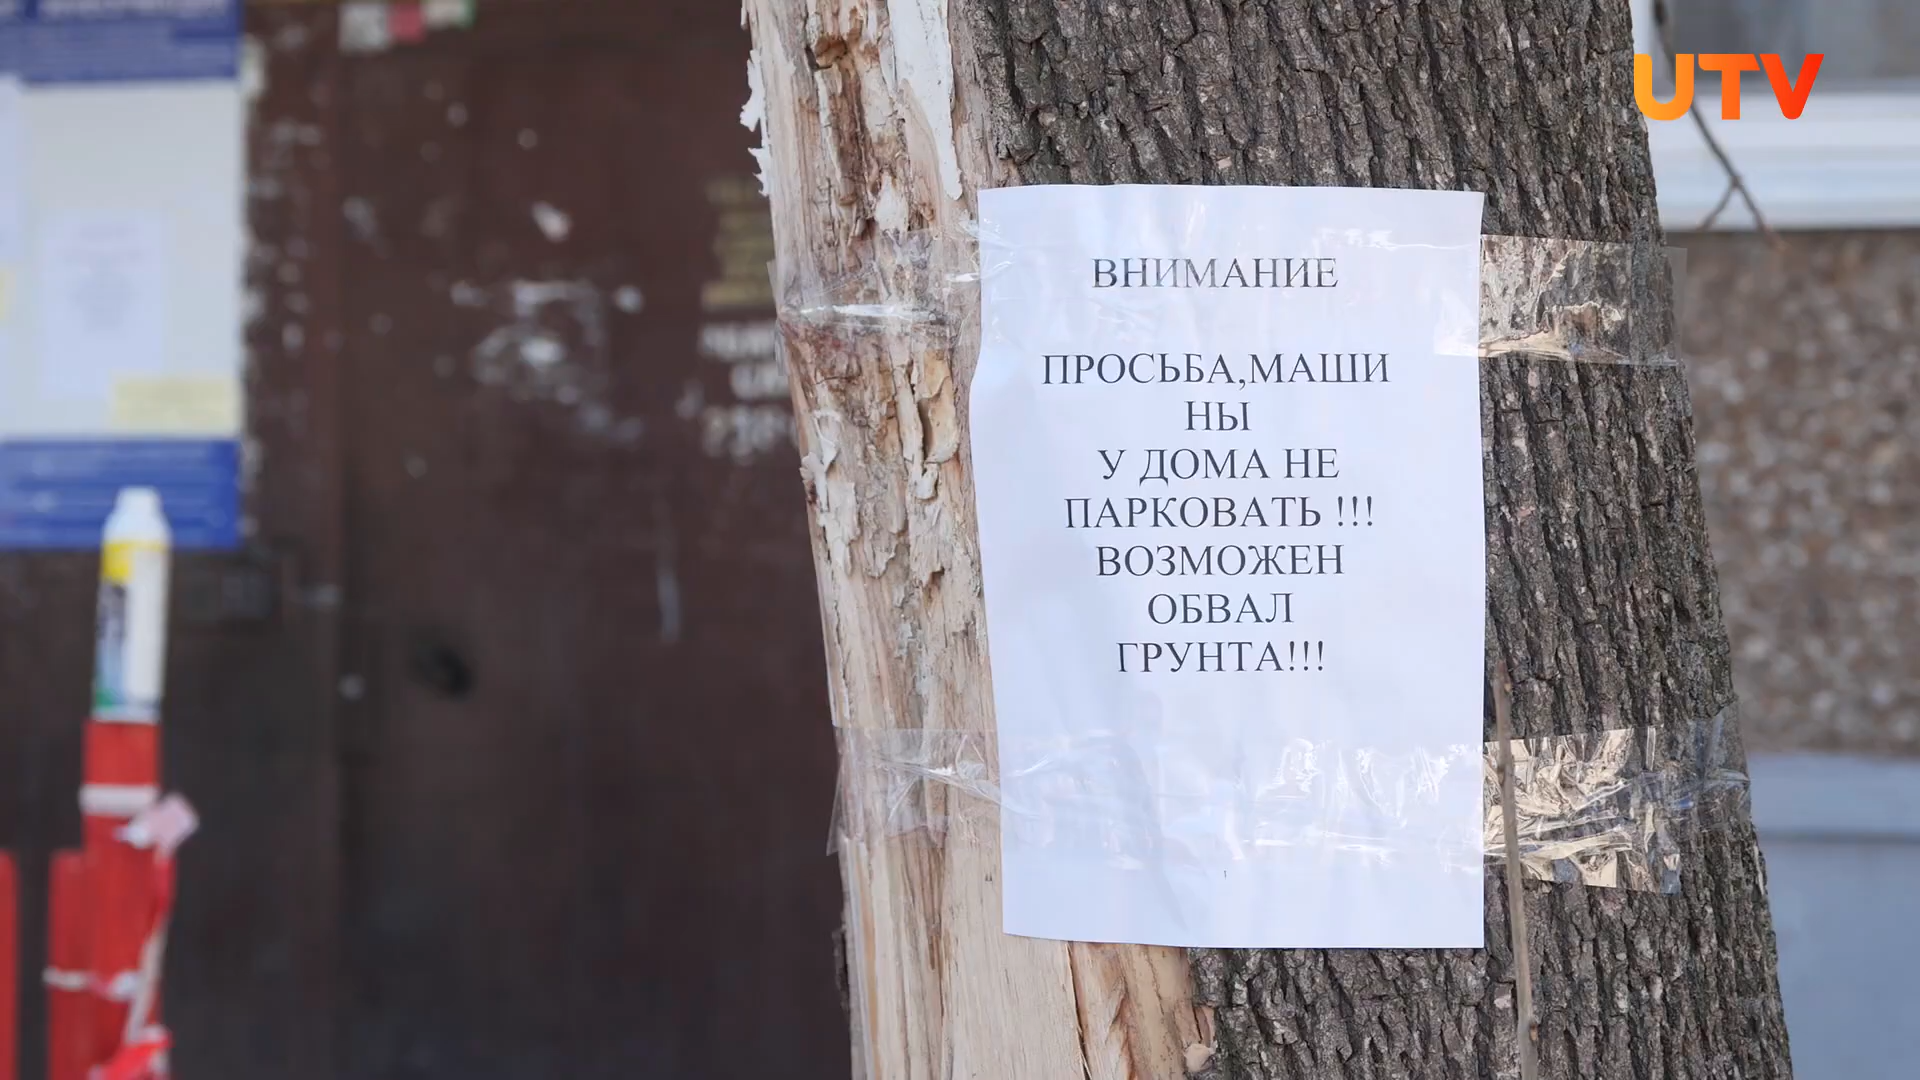 UTV
ВНИМАНИЕ
ПРОСЬБА,МАШИ
НЫ
У ДОМА НЕ
ПАРКОВАТЬ !!!
ВОЗМОЖЕН
ОБВАЛ
ГРУНТА!!!